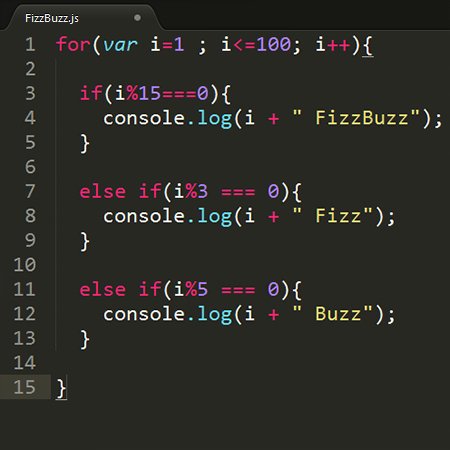 FizzBuzz.js
1 for(var i=1 ; i<=100; i++){
2
3   if(i%15===0){
4     console.log(i + " FizzBuzz");
5   }
6
7   else if(i%3 === 0){
8     console.log(i + " Fizz");
9   }
10
11   else if(i%5 === 0){
12     console.log(i + " Buzz");
13   }
14
15 }